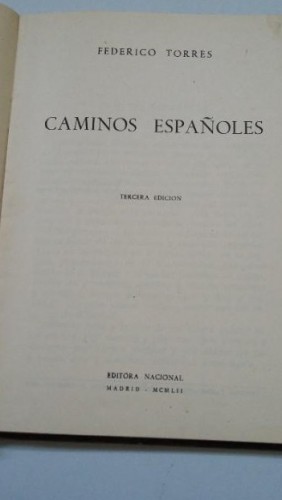 FEDERICO TORRES
CAMINOS ESPAÑOLES
TERCERA EDICION
EDITORA NACIONAL
MADRID - MCMLII